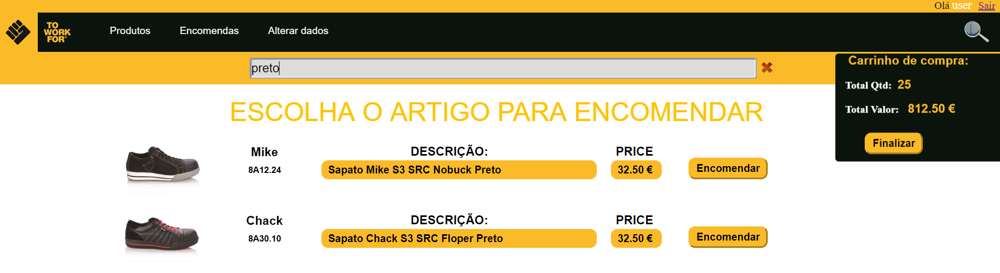 Olá user Sair
TO
WORK
FOR®
Produtos Encomendas Alterar dados
preto
Carrinho de compra:
Total Qtd: 25
Total Valor: 812.50 €
Finalizar
ESCOLHA O ARTIGO PARA ENCOMENDAR
Mike DESCRIÇÃO: PRICE
8A12.24 Sapato Mike S3 SRC Nobuck Preto 32.50 € Encomendar
Chack DESCRIÇÃO: PRICE
8A30.10 Sapato Chack S3 SRC Floper Preto 32.50 € Encomendar